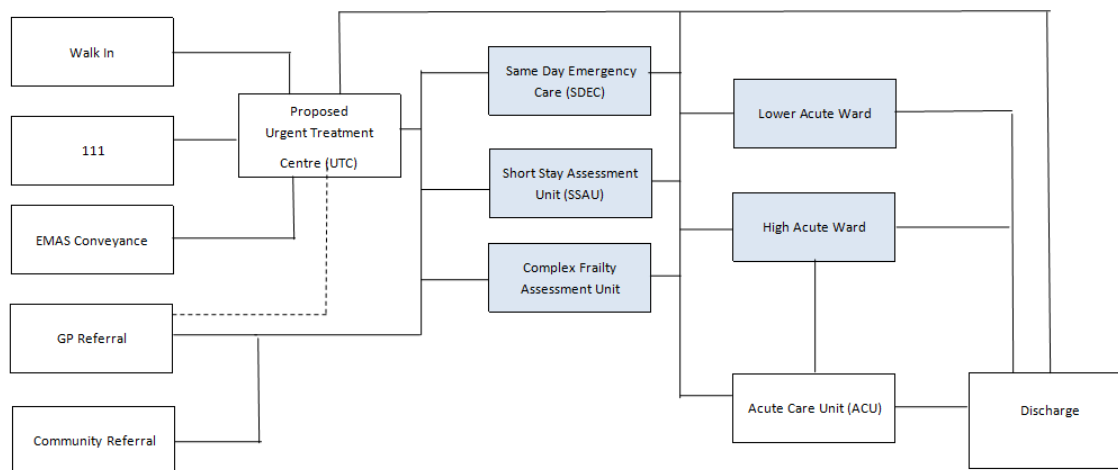 Walk In
111
EMAS Conveyance
GP Referral
Community Referral
Proposed
Urgent Treatment
Centre (UTC)
Same Day Emergency
Care (SDEC)
Short Stay Assessment
Unit (SSAU)
Complex Frailty
Assessment Unit
Lower Acute Ward
High Acute Ward
Acute Care Unit (ACU)
Discharge